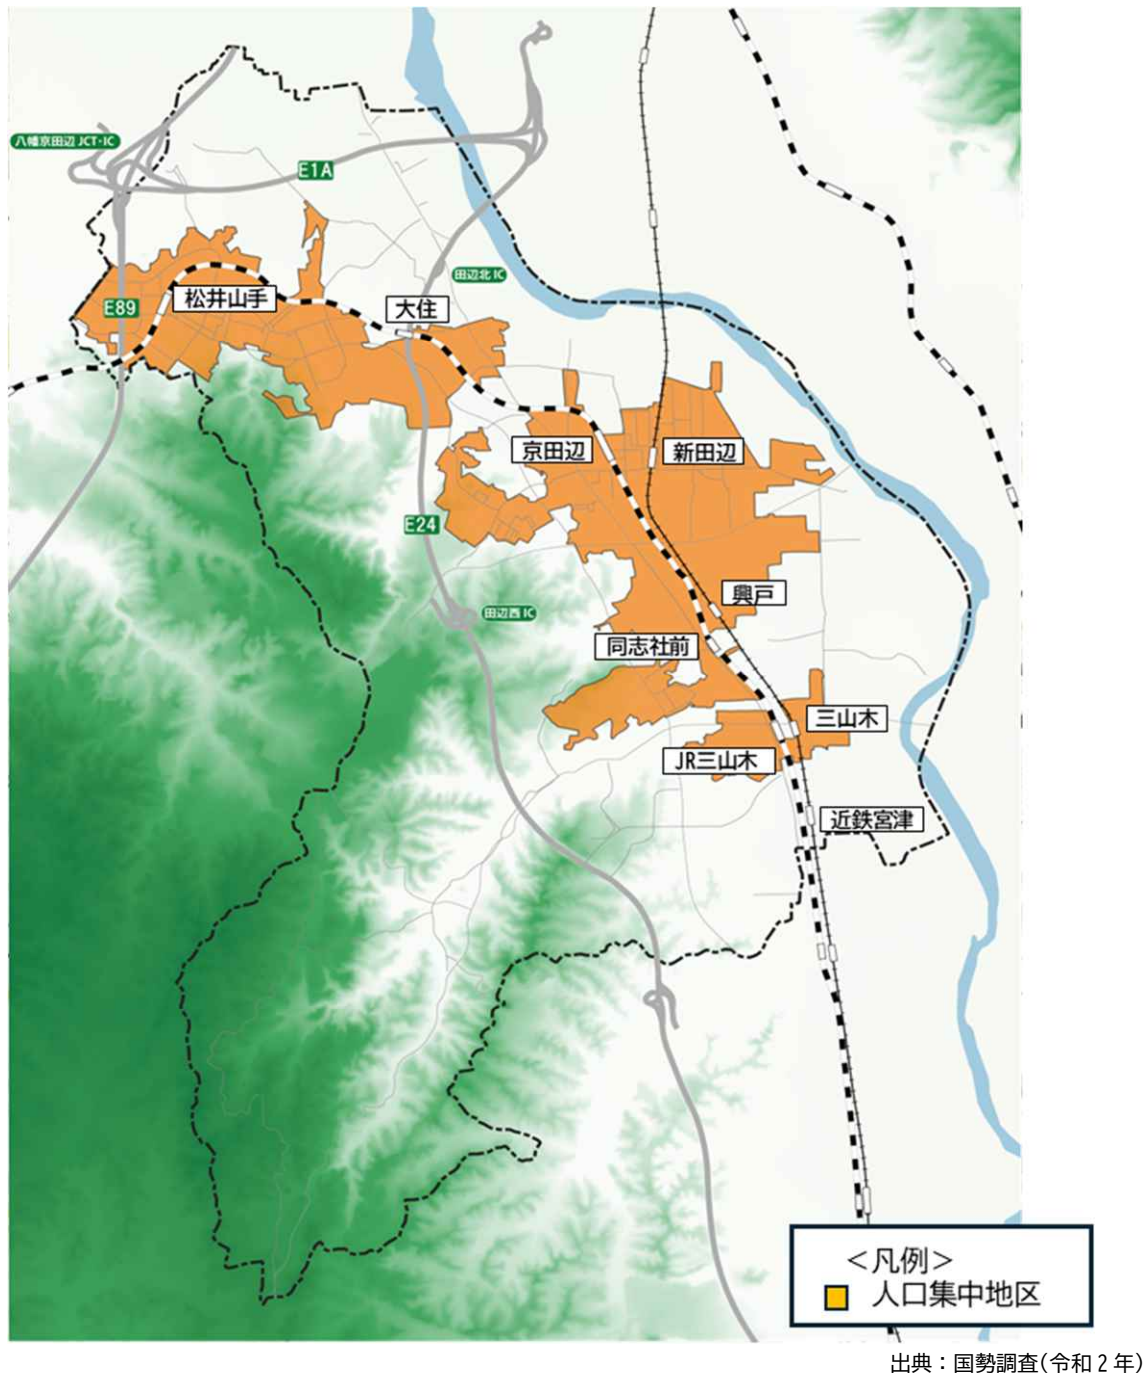 八幡京田辺 JCT・IC
E1A
田辺北 IC
松井山手
大住
E89
京田辺
新田辺
E24
興戸
田辺西 IC
同志社前
三山木
JR三山木
近鉄宮津
＜凡例＞
人口集中地区
出典：国勢調査(令和２年)